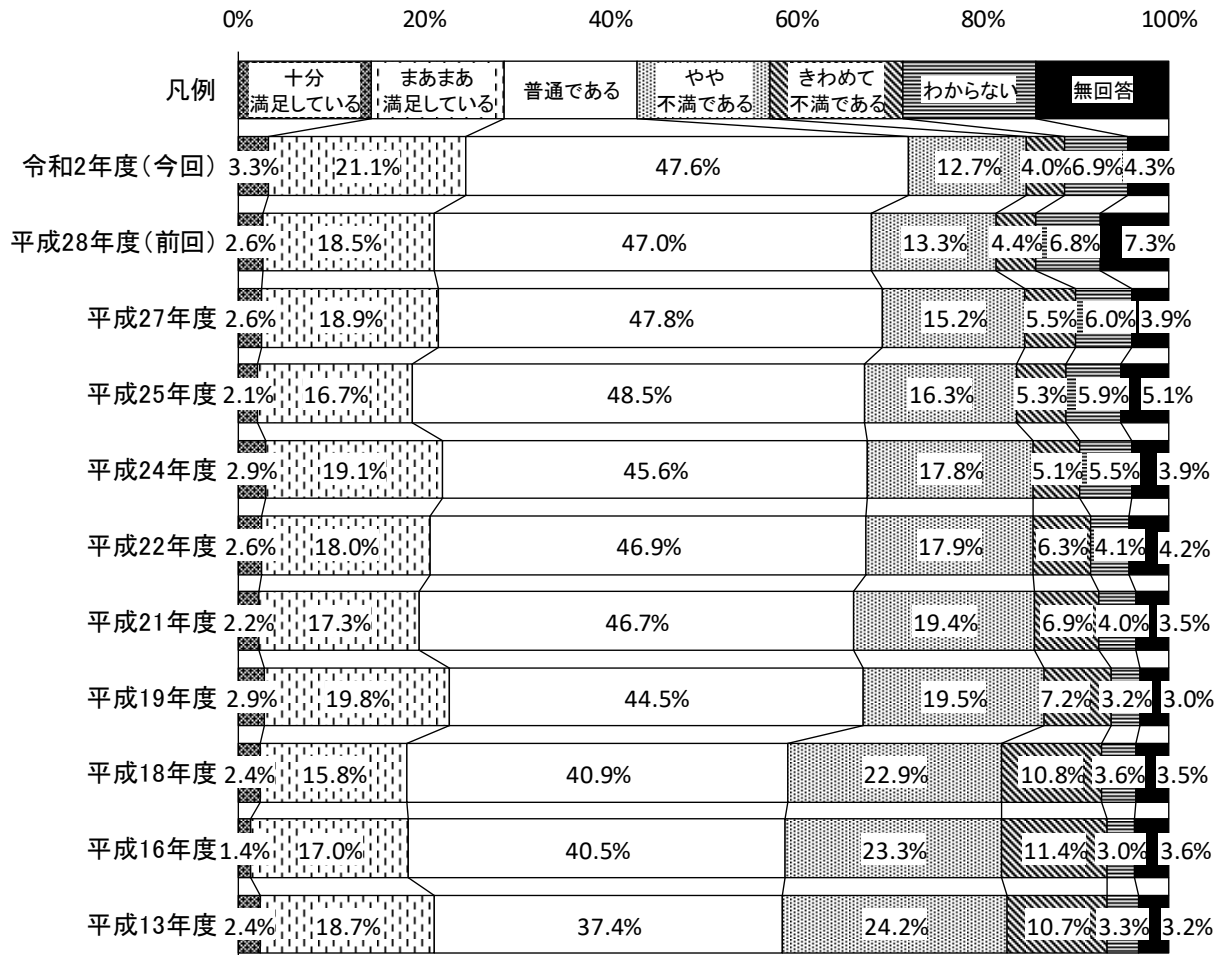 0% 20% 40% 60% 80% 100%
凡例
十分
満足している
まあまあ
満足している
普通である
やや
不満である
きわめて
不満である
わからない
無回答
令和2年度(今回) 3.3% 21.1% 47.6% 12.7% 4.0% 6.9% 4.3%
平成28年度(前回) 2.6% 18.5% 47.0% 13.3% 4.4% 6.8% 7.3%
平成27年度 2.6% 18.9% 47.8% 15.2% 5.5% 6.0% 3.9%
平成25年度 2.1% 16.7% 48.5% 16.3% 5.3% 5.9% 5.1%
平成24年度 2.9% 19.1% 45.6% 17.8% 5.1% 5.5% 3.9%
平成22年度 2.6% 18.0% 46.9% 17.9% 6.3% 4.1% 4.2%
平成21年度 2.2% 17.3% 46.7% 19.4% 6.9% 4.0% 3.5%
平成19年度 2.9% 19.8% 44.5% 19.5% 7.2% 3.2% 3.0%
平成18年度 2.4% 15.8% 40.9% 22.9% 10.8% 3.6% 3.5%
平成16年度 1.4% 17.0% 40.5% 23.3% 11.4% 3.0% 3.6%
平成13年度 2.4% 18.7% 37.4% 24.2% 10.7% 3.3% 3.2%